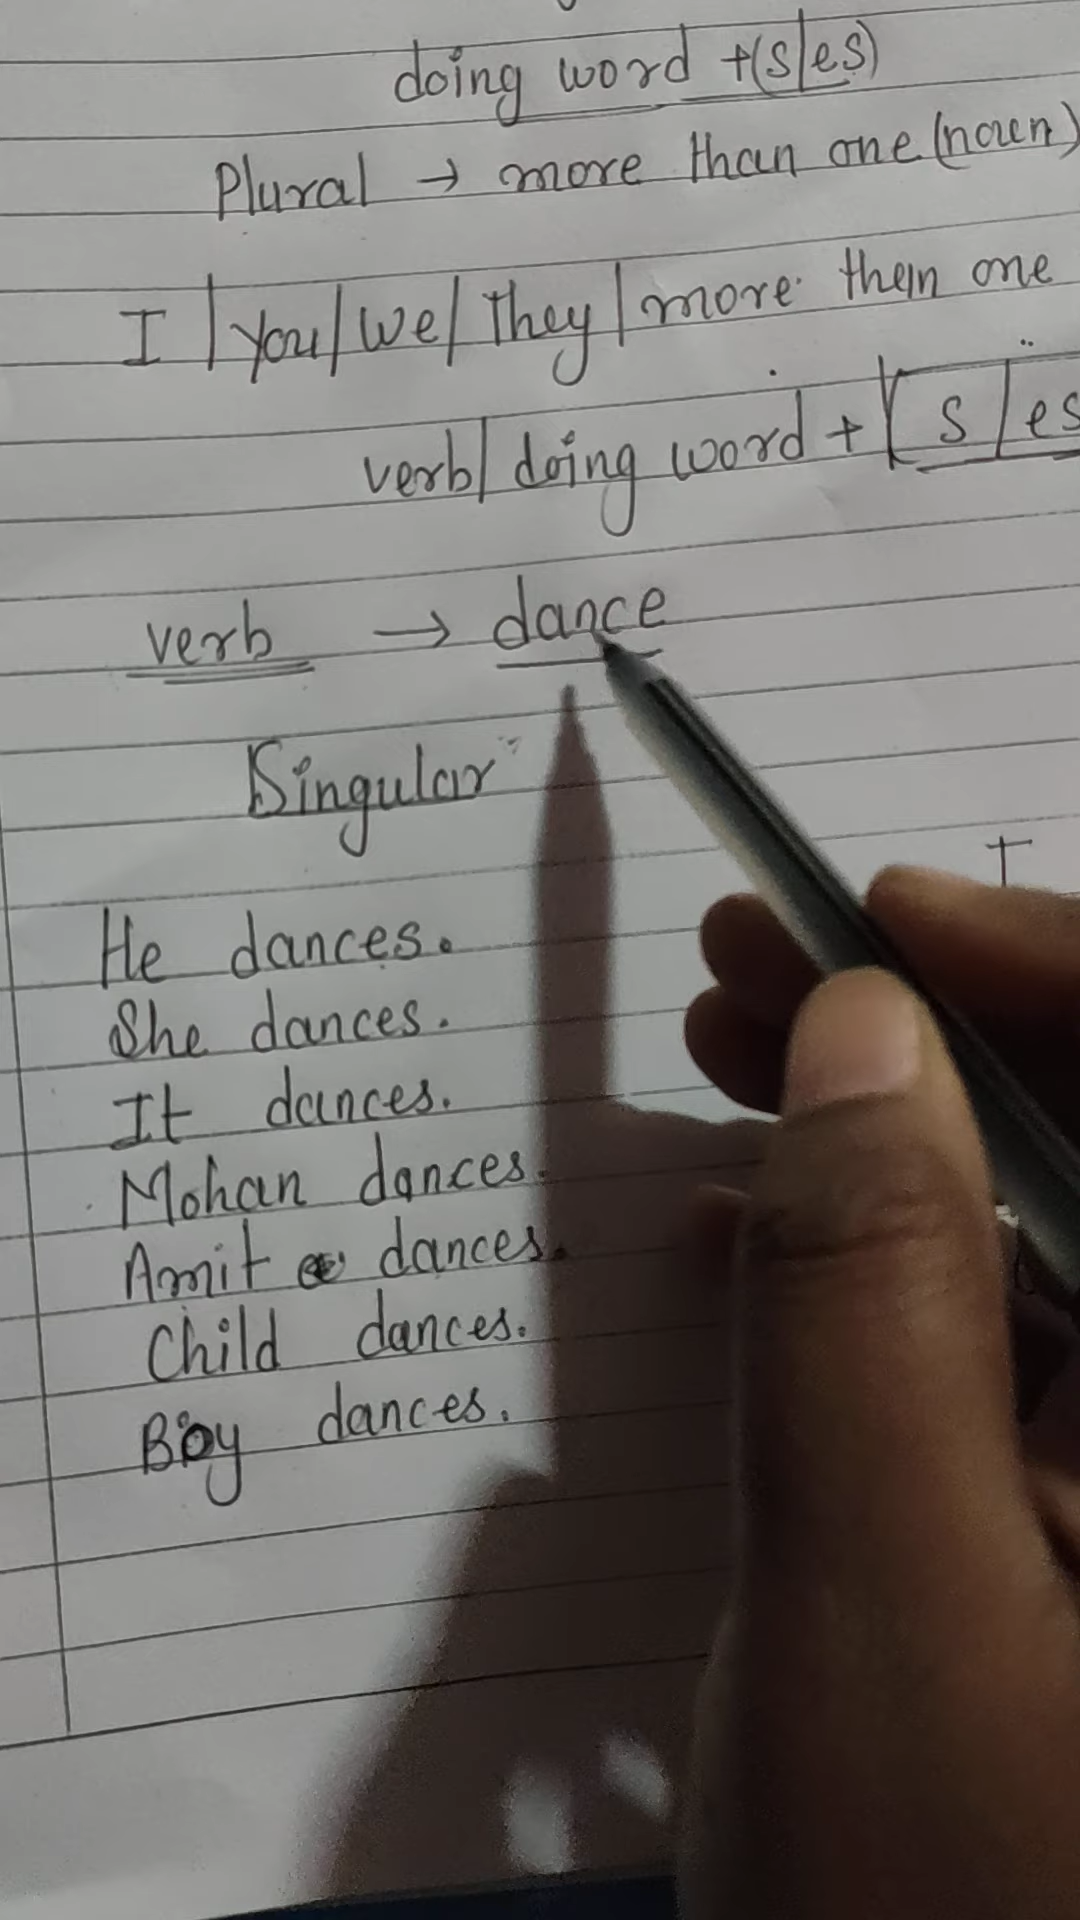 doing word +(s/es)
Plural → more than one (noun)
I / you / we / they / more than one
verb / doing word + (s/es
verb → dance
Singular
I
He dances.
She dances.
It dances.
Mohan dances.
Amit dances.
Child dances.
Boy dances.